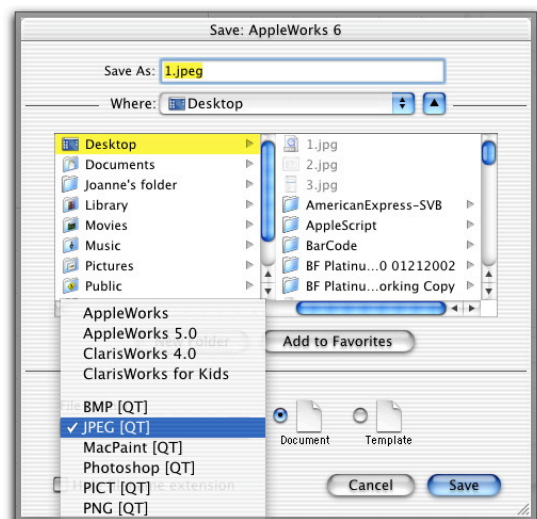 Save: AppleWorks 6
Save As: 1.jpeg
Where: Desktop
Desktop
Documents
Joanne's folder
Library
Movies
Music
Pictures
Public
1.jpg
2.jpg
3.jpg
AmericanExpress-SVB
AppleScript
BarCode
BF Platinu...0 01212002
BF Platinu...orking Copy
New Folder
Add to Favorites
AppleWorks
AppleWorks 5.0
ClarisWorks 4.0
ClarisWorks for Kids
BMP [QT]
✓ JPEG [QT]
MacPaint [QT]
Photoshop [QT]
PICT [QT]
PNG [QT]
Document
Template
extension
Cancel
Save